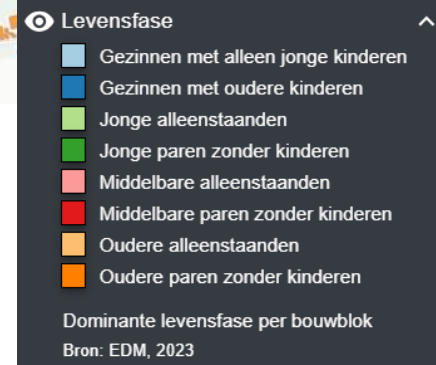 Levensfase
Gezinnen met alleen jonge kinderen
Gezinnen met oudere kinderen
Jonge alleenstaanden
Jonge paren zonder kinderen
Middelbare alleenstaanden
Middelbare paren zonder kinderen
Oudere alleenstaanden
Oudere paren zonder kinderen
Dominante levensfase per bouwblok
Bron: EDM, 2023